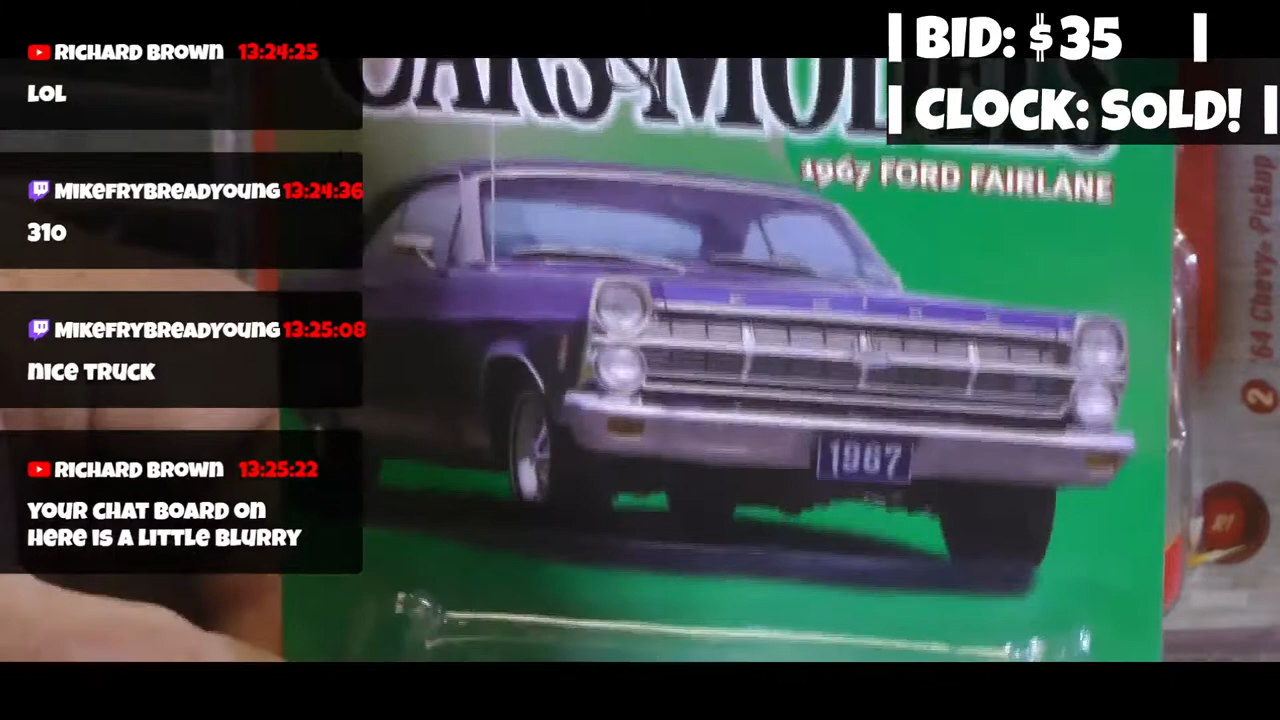 RICHARD BROWN 13:24:25
LOL
MIKEFRYBREADYOUNG 13:24:36
310
MIKEFRYBREADYOUNG 13:25:08
NICE TRUCK
RICHARD BROWN 13:25:22
YOUR CHAT BOARD ON
HERE IS A LITTLE BLURRY
| BID: $35 |
| CLOCK: SOLD! |
1967 FORD FAIRLANE
1967
2 '64 Chevy Pickup